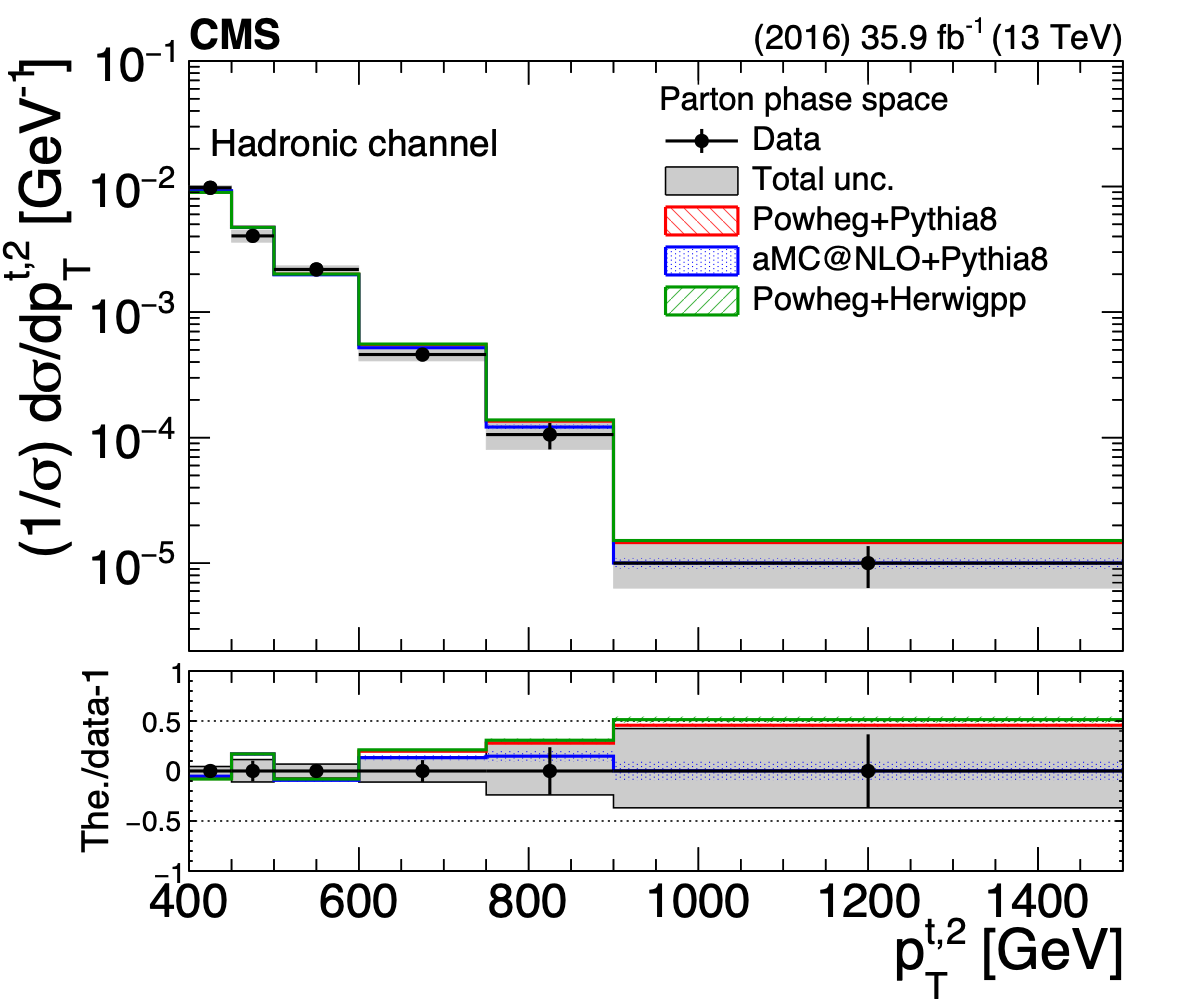 CMS
(2016) 35.9 fb⁻¹ (13 TeV)
(1/σ) dσ/dp_T^{t,2} [GeV⁻¹]
10⁻¹
10⁻²
10⁻³
10⁻⁴
10⁻⁵
Hadronic channel
Parton phase space
Data
Total unc.
Powheg+Pythia8
aMC@NLO+Pythia8
Powheg+Herwigpp
The./data-1
1
0.5
0
−0.5
−1
400 600 800 1000 1200 1400
p_T^{t,2} [GeV]